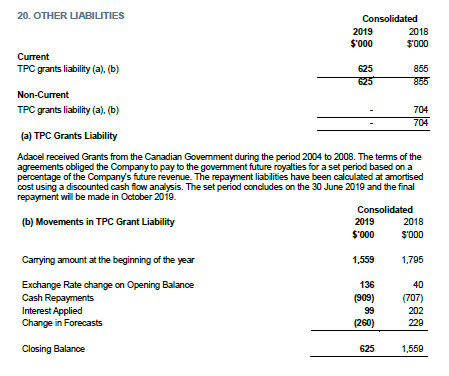 20. OTHER LIABILITIES
Consolidated
2019 2018
$'000 $'000
Current
TPC grants liability (a), (b) 625 855
625 855
Non-Current
TPC grants liability (a), (b) - 704
- 704
(a) TPC Grants Liability
Adacel received Grants from the Canadian Government during the period 2004 to 2008. The terms of the
agreements obliged the Company to pay to the government future royalties for a set period based on a
percentage of the Company's future revenue. The repayment liabilities have been calculated at amortised
cost using a discounted cash flow analysis. The set period concludes on the 30 June 2019 and the final
repayment will be made in October 2019.
Consolidated
(b) Movements in TPC Grant Liability 2019 2018
$'000 $'000
Carrying amount at the beginning of the year 1,559 1,795
Exchange Rate change on Opening Balance 136 40
Cash Repayments (909) (707)
Interest Applied 99 202
Change in Forecasts (260) 229
Closing Balance 625 1,559